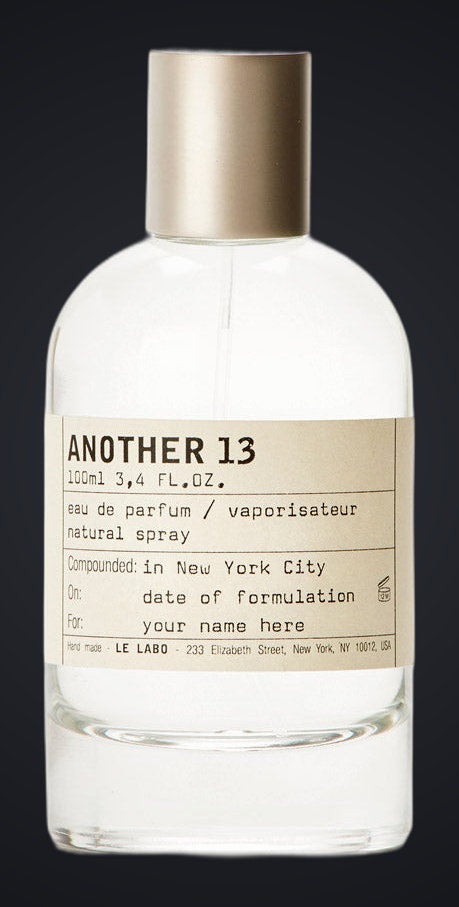 ANOTHER 13
100ml 3,4 FL.OZ.
eau de parfum / vaporisateur
natural spray
Compounded: in New York City
On: date of formulation
12M
For: your name here
Hand made - LE LABO - 233 Elizabeth Street, New York, NY 10012, USA